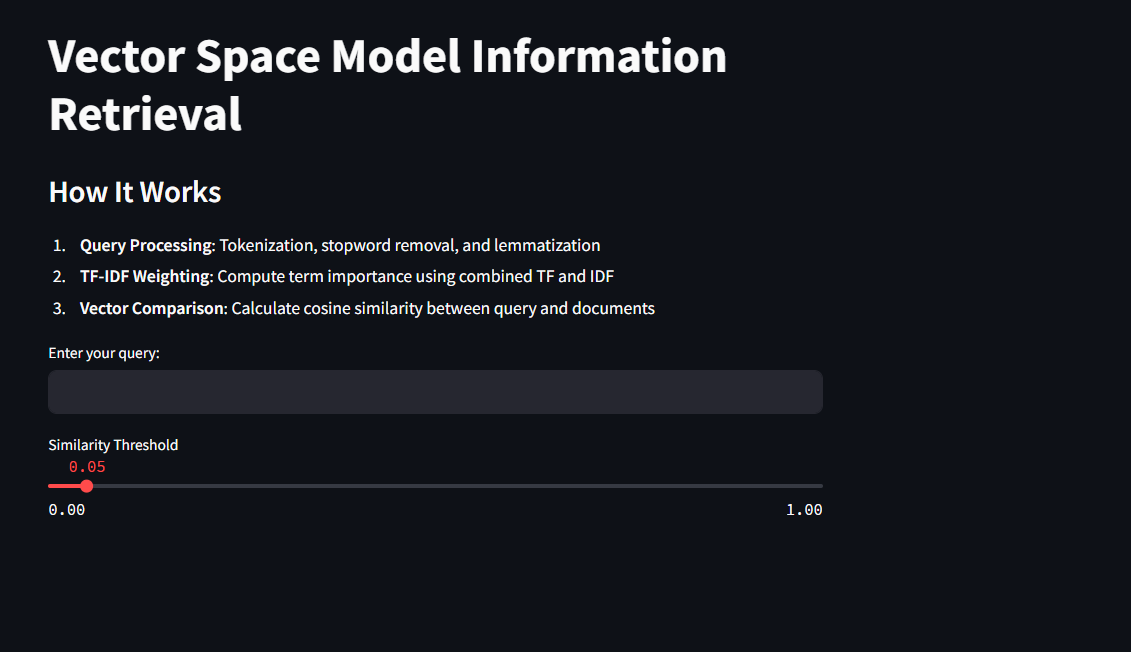 Vector Space Model Information
Retrieval
How It Works
1. Query Processing: Tokenization, stopword removal, and lemmatization
2. TF-IDF Weighting: Compute term importance using combined TF and IDF
3. Vector Comparison: Calculate cosine similarity between query and documents
Enter your query:
Similarity Threshold
0.05
0.00 1.00